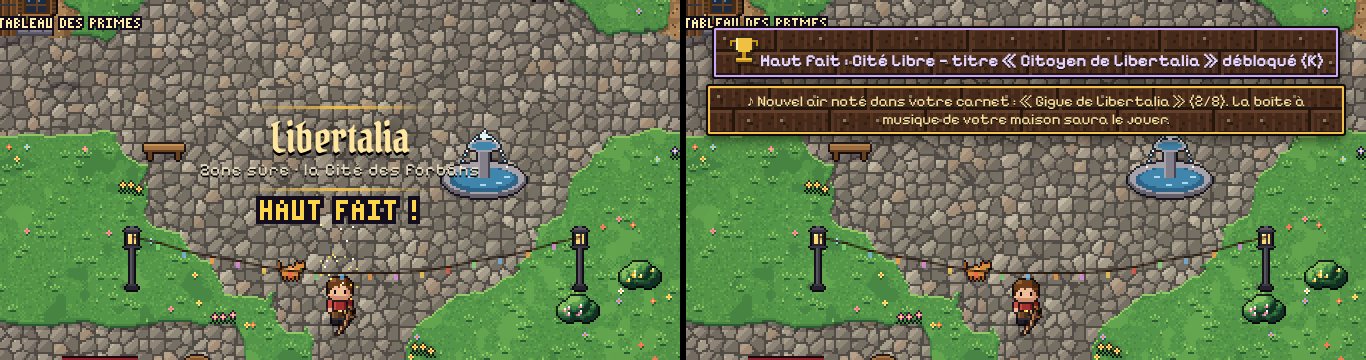 TABLEAU DES PRIMES
Libertalia
Zone sûre · la Cité des Forbans
HAUT FAIT !
TABLEAU DES PRIMES
Haut fait : Cité Libre - titre « Citoyen de Libertalia » débloqué (K)
♪ Nouvel air noté dans votre carnet : « Gigue de Libertalia » (2/8). La boîte à
musique de votre maison saura le jouer.